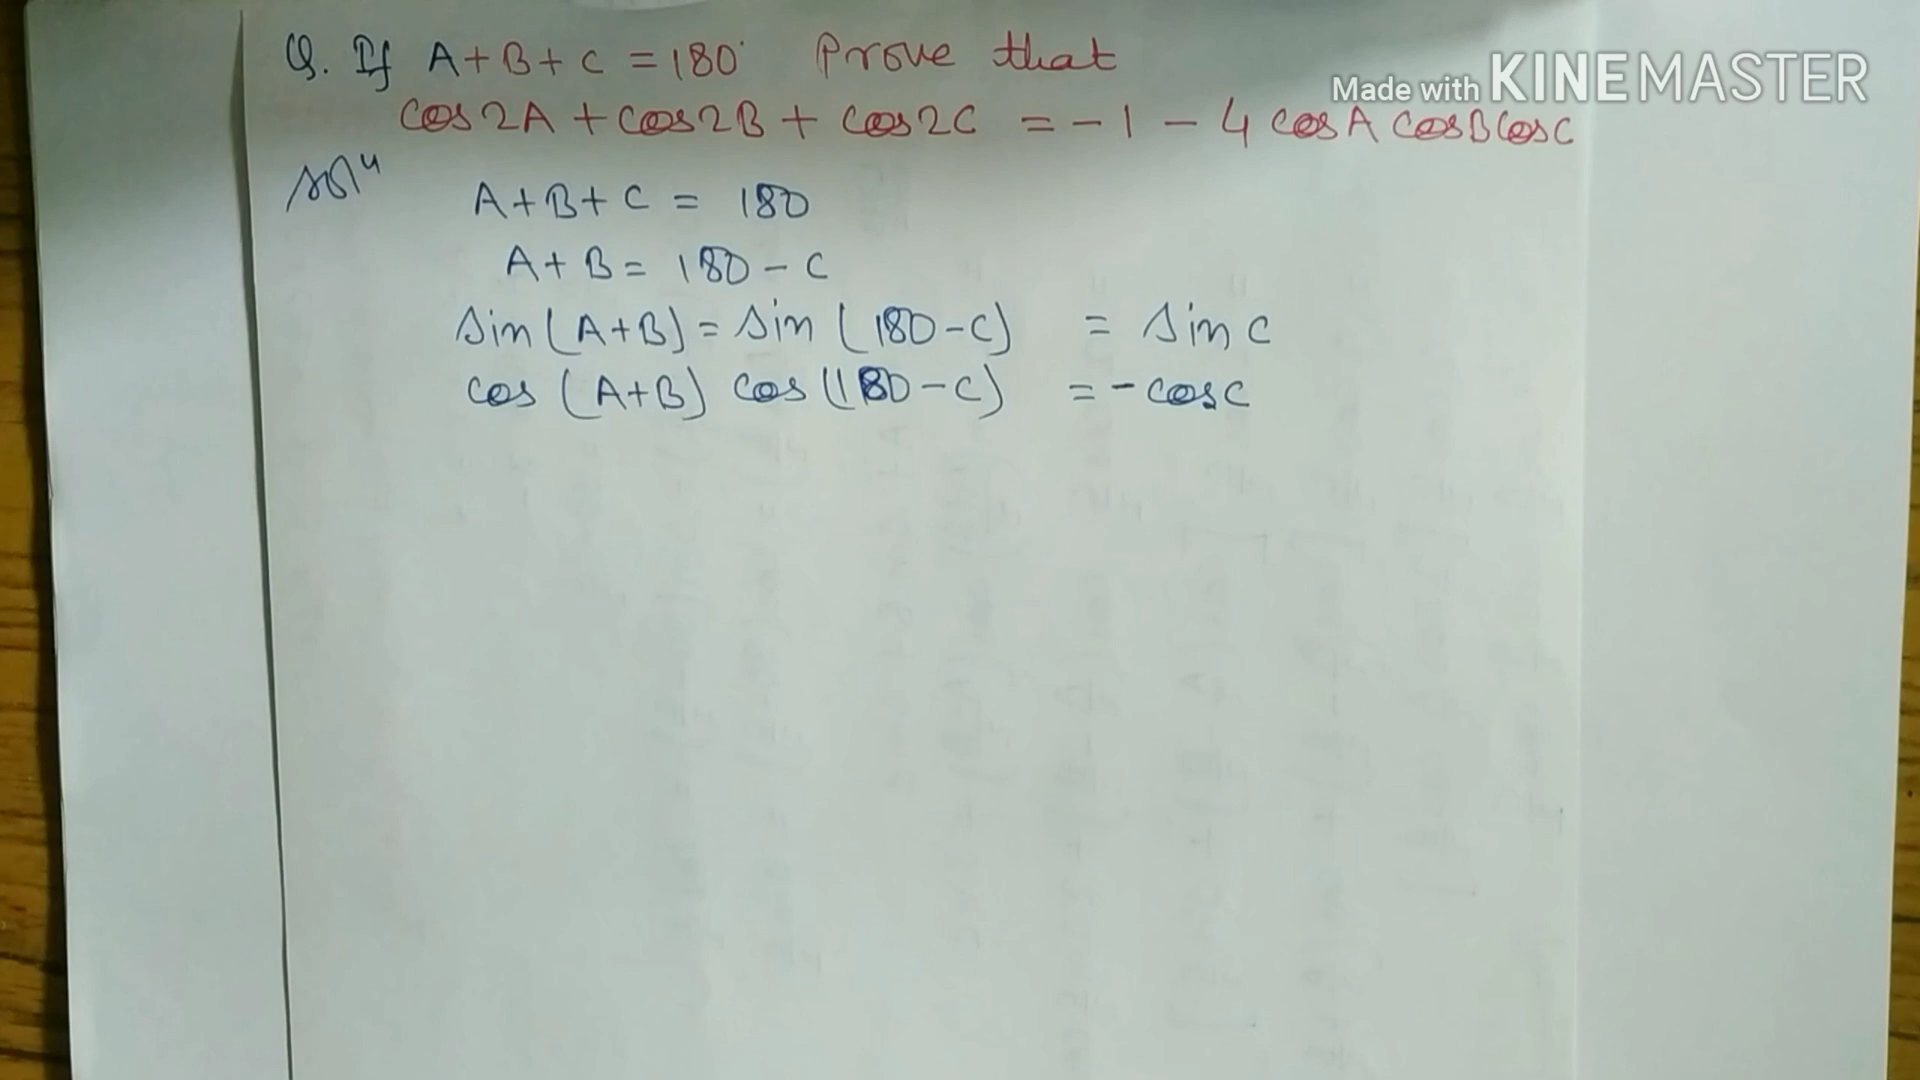 Q. If A+B+C = 180° Prove that
Made with KINEMASTER
cos2A + cos2B + cos2C = -1 - 4 cosA cosB cosC
Solⁿ
A+B+C = 180
A+B = 180-C
Sin(A+B) = Sin (180-C) = Sin C
cos (A+B) cos (180-C) = -cosC